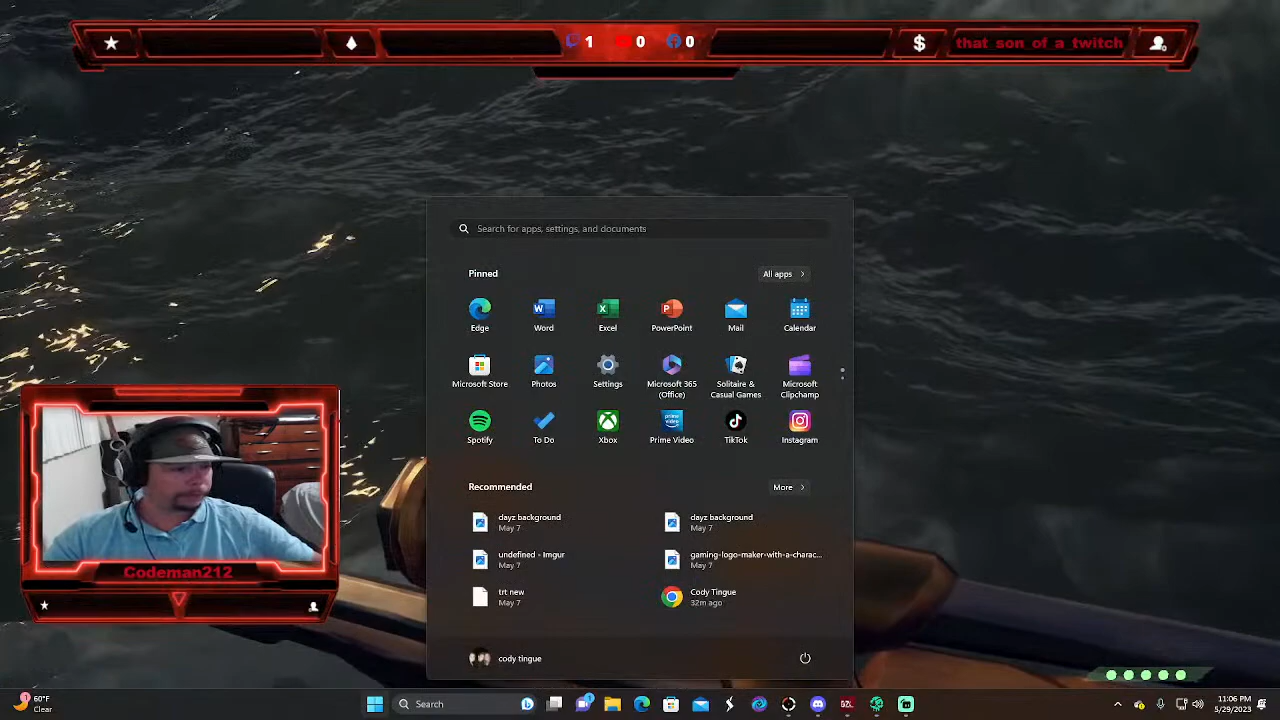 1
0
0
$
that_son_of_a_twitch
Search for apps, settings, and documents
Pinned
All apps
Edge
Word
Excel
PowerPoint
Mail
Calendar
Microsoft Store
Photos
Settings
Microsoft 365
(Office)
Solitaire &
Casual Games
Microsoft
Clipchamp
Spotify
To Do
Xbox
Prime Video
TikTok
Instagram
Recommended
More
dayz background
May 7
dayz background
May 7
undefined - Imgur
May 7
gaming-logo-maker-with-a-charac...
May 7
trt new
May 7
Cody Tingue
32m ago
cody tingue
Codeman212
60°F
Clear
Search
11:06 PM
5/29/2023